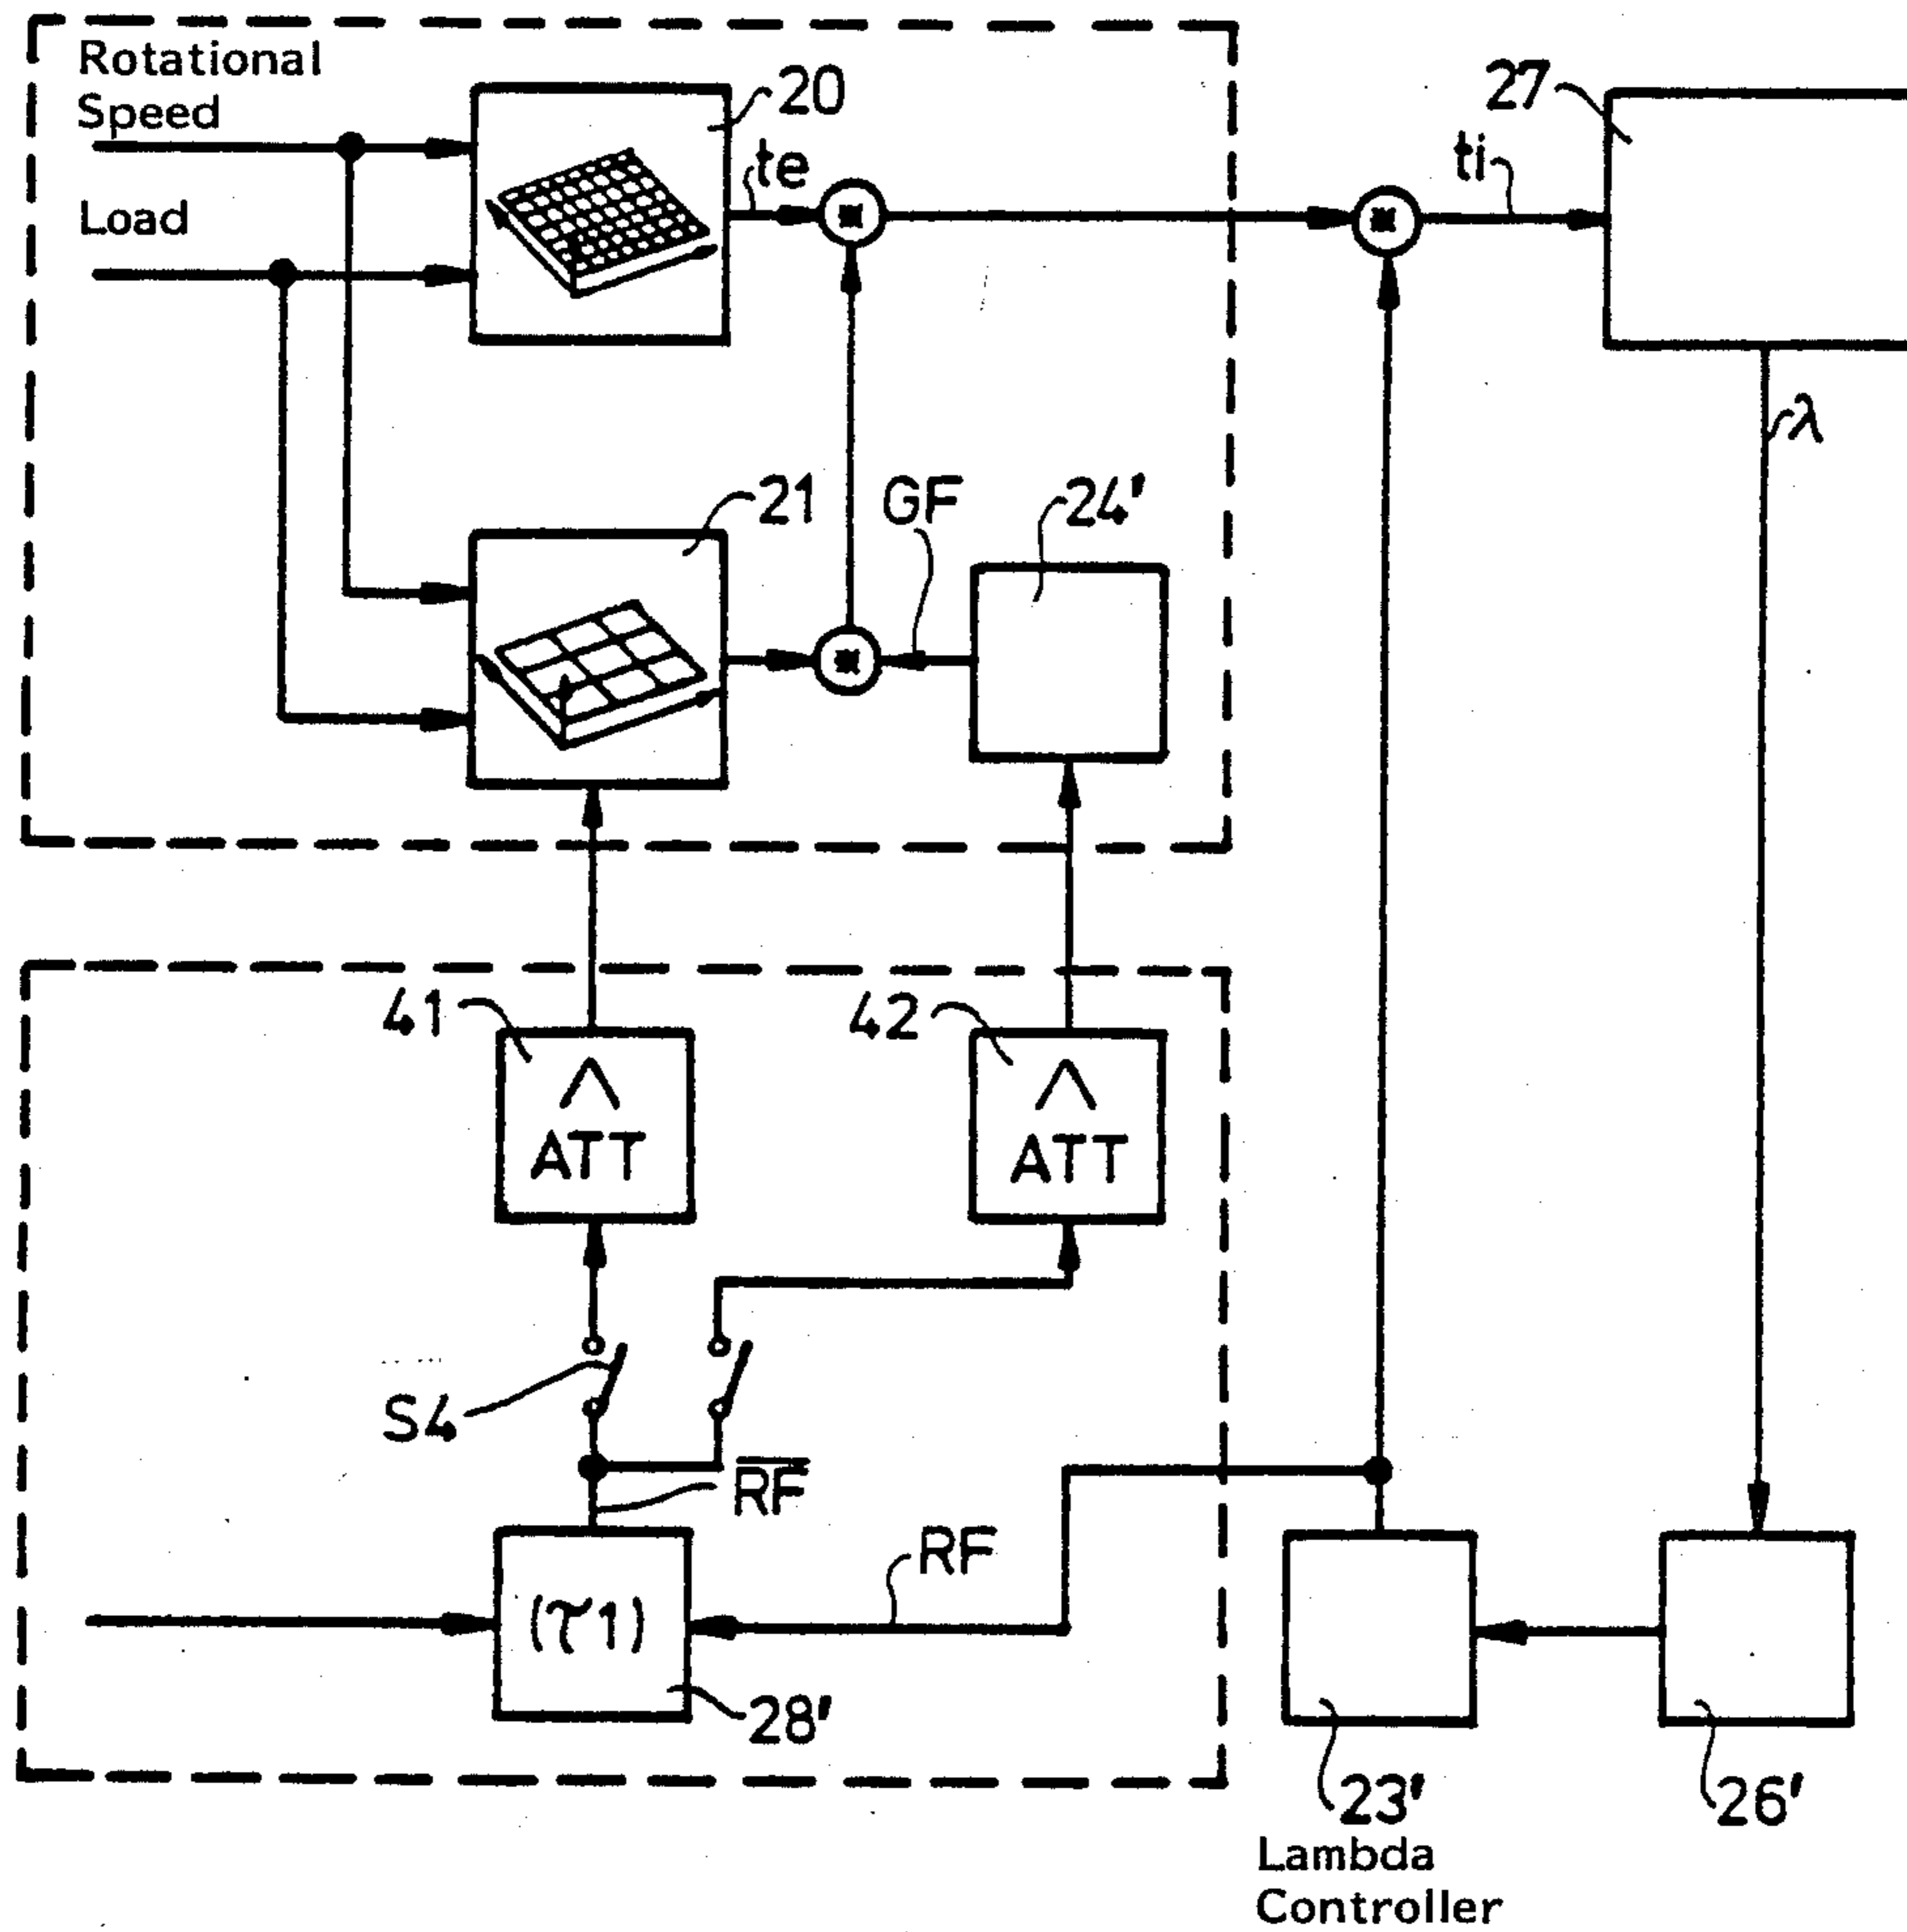 Rotational
Speed
20
27
te
ti
Load
λ
21
GF
24'
41
42
Λ
ATT
Λ
ATT
S4
R̅F̅
RF
(τ1)
28'
23'
26'
Lambda
Controller